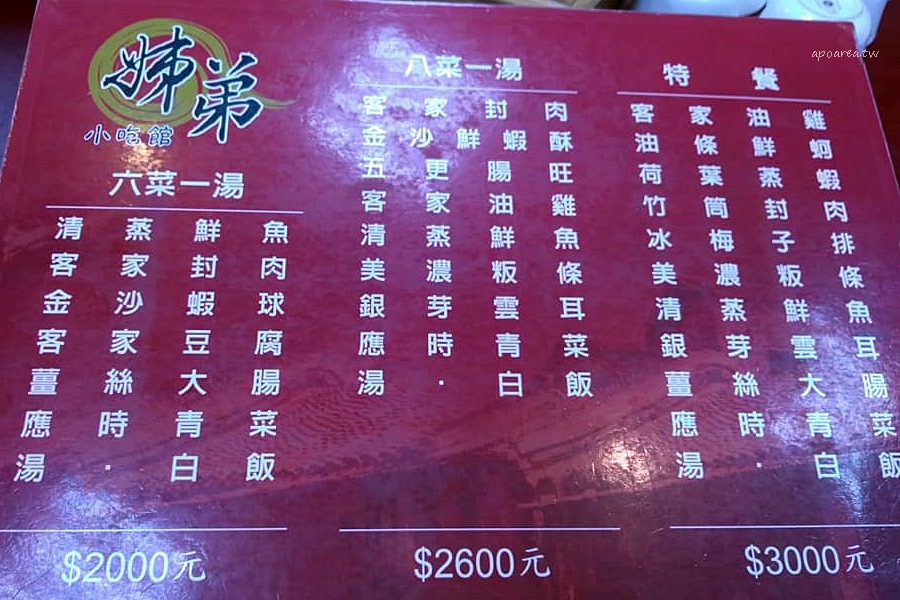 apoarea.tw
姊弟
小吃館
六菜一湯
清蒸鮮魚
客家封肉
金沙蝦球
客家豆腐
薑絲大腸
應時青菜
湯·白飯
$2000元
八菜一湯
客家封肉
金沙鮮蝦酥
五更腸旺
客家油雞
清蒸鮮魚
美濃粄條
銀芽雲耳
應時青菜
湯·白飯
$2600元
特餐
客家油雞
油條鮮蚵
荷葉蒸蝦
竹筒封肉
冰梅子排
美濃粄條
清蒸鮮魚
銀芽雲耳
薑絲大腸
應時青菜
湯·白飯
$3000元